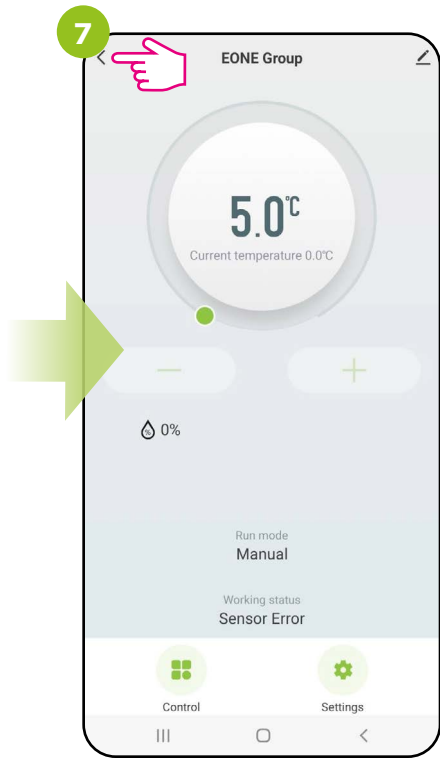 7
EONE Group
5.0°C
Current temperature 0.0°C
0%
Run mode
Manual
Working status
Sensor Error
Control
Settings